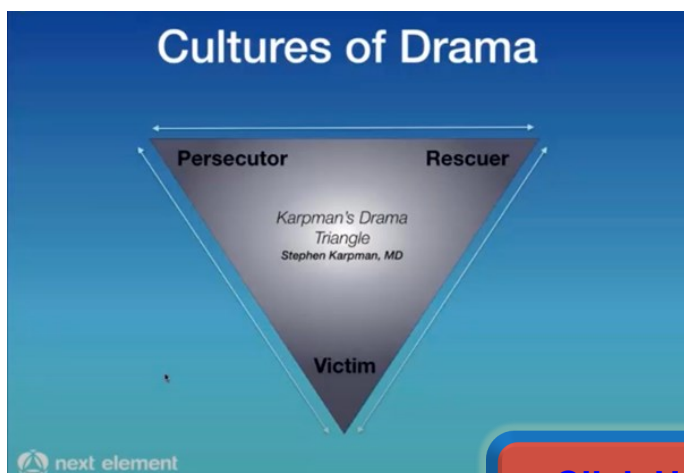 Cultures of Drama
Persecutor
Rescuer
Karpman's Drama
Triangle
Stephen Karpman, MD
Victim
next element